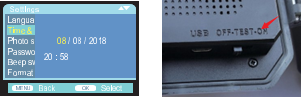 Settings
Langua
Time &
Photo s
08 / 08 / 2018
Passwo
20 : 58
Beep sw
Format
MENU Back OK Select
USB OFF-TEST-ON